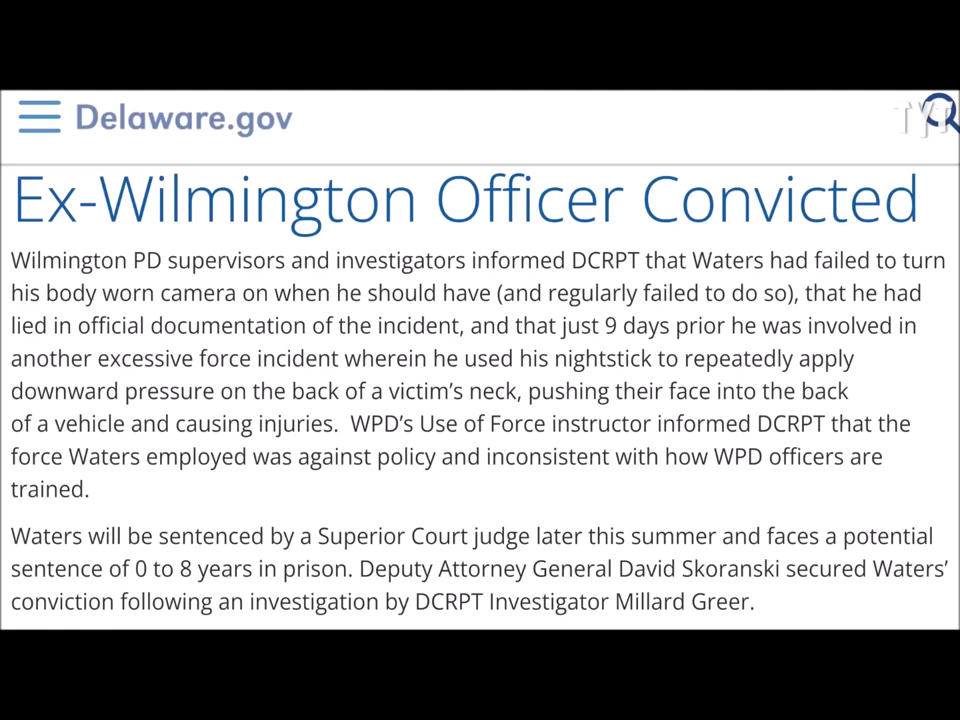 Delaware.gov
TYT
Ex-Wilmington Officer Convicted
Wilmington PD supervisors and investigators informed DCRPT that Waters had failed to turn
his body worn camera on when he should have (and regularly failed to do so), that he had
lied in official documentation of the incident, and that just 9 days prior he was involved in
another excessive force incident wherein he used his nightstick to repeatedly apply
downward pressure on the back of a victim’s neck, pushing their face into the back
of a vehicle and causing injuries.  WPD’s Use of Force instructor informed DCRPT that the
force Waters employed was against policy and inconsistent with how WPD officers are
trained.
Waters will be sentenced by a Superior Court judge later this summer and faces a potential
sentence of 0 to 8 years in prison. Deputy Attorney General David Skoranski secured Waters’
conviction following an investigation by DCRPT Investigator Millard Greer.